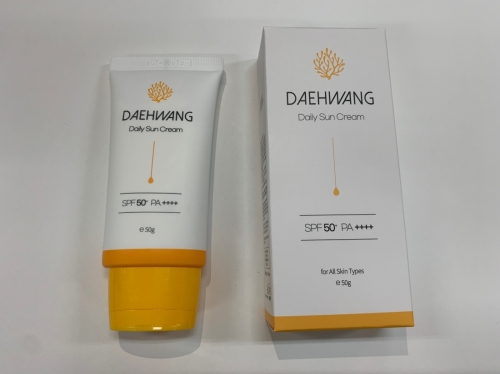 DAEHWANG
Daily Sun Cream
SPF 50+ PA ++++
℮ 50g
DAEHWANG
Daily Sun Cream
SPF 50+ PA ++++
for All Skin Types
℮ 50g